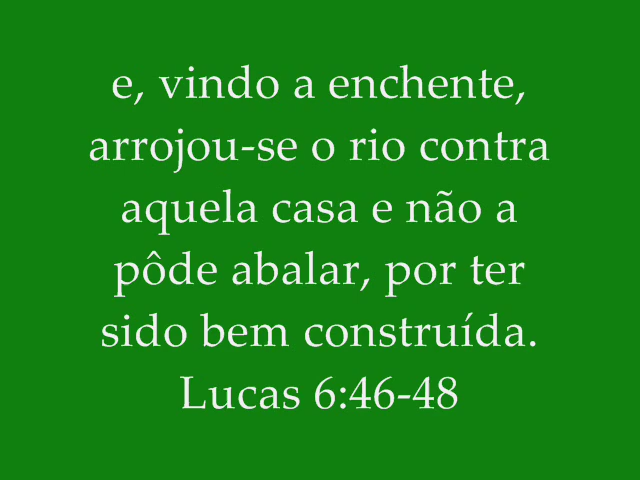 e, vindo a enchente,
arrojou-se o rio contra
aquela casa e não a
pôde abalar, por ter
sido bem construída.
Lucas 6:46-48